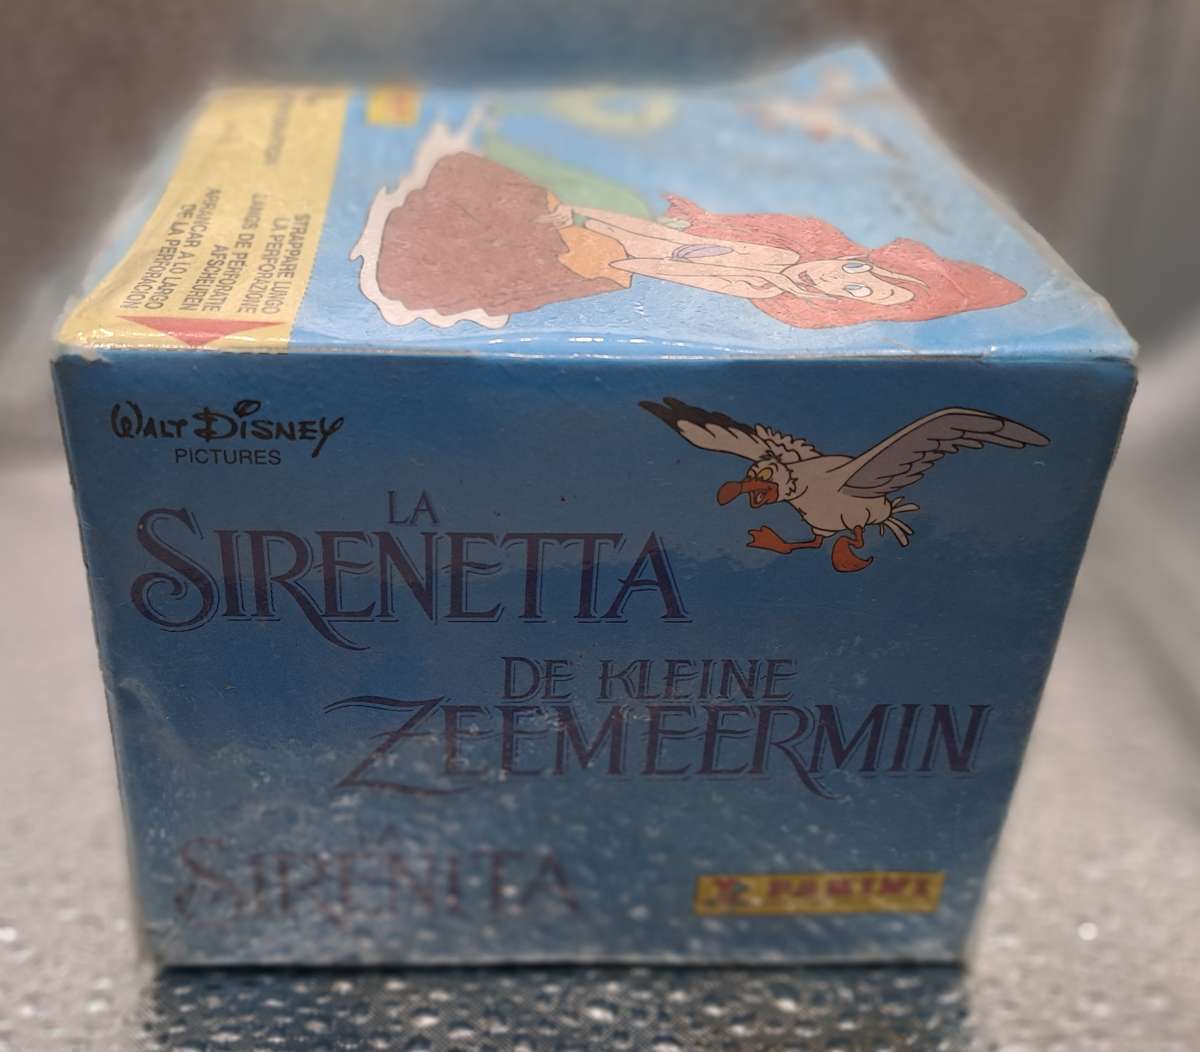 STRAPPARE LUNGO
LA PERFORAZIONE
LANGS DE PERFORATIE
AFSCHEUREN
ARRANCAR A LO LARGO
DE LA PERFORACION
WALT DISNEY
PICTURES
LA
SIRENETTA
DE KLEINE
ZEEMEERMIN
LA
SIRENITA
PANINI